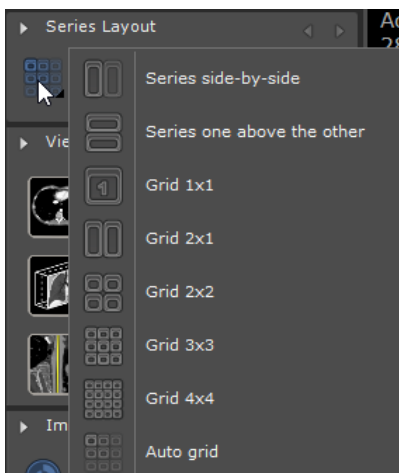 Series Layout
Series side-by-side
Series one above the other
Grid 1x1
1
Grid 2x1
Grid 2x2
Grid 3x3
Grid 4x4
Auto grid